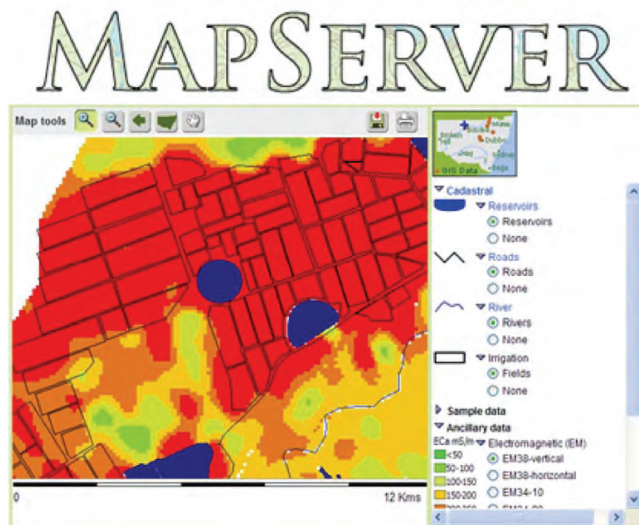 MAPSERVER
Map tools
GIS Data
Cadastral
Reservoirs
Reservoirs
None
Roads
Roads
None
River
Rivers
None
Irrigation
Fields
None
Sample data
Ancillary data
ECa mS/m Electromagnetic (EM)
<50 EM38-vertical
50-100 EM38-horizontal
100-150 EM34-10
150-200
0 12 Kms